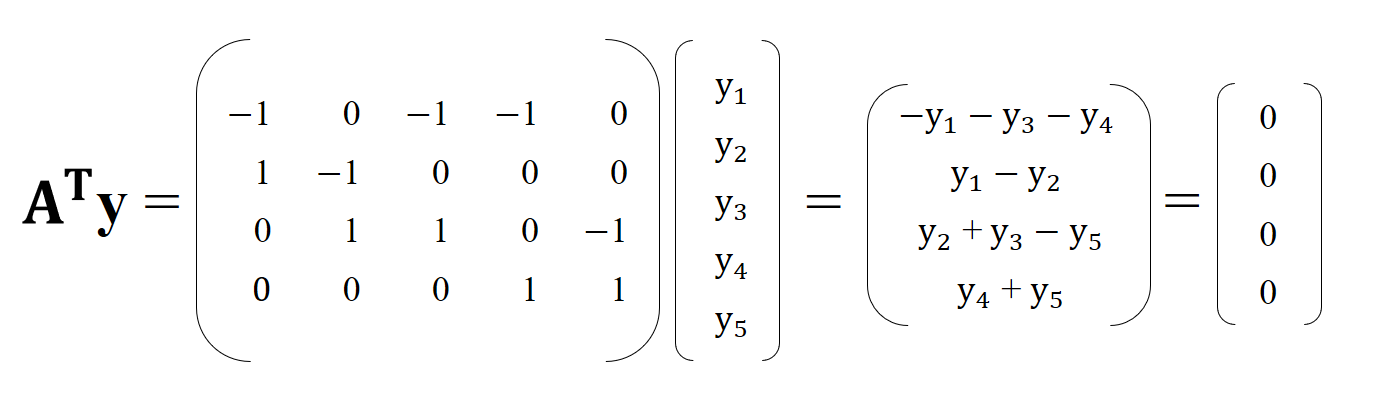 Aᵀy = ( −1 0 −1 −1 0 ) ( y₁ ) = ( −y₁ − y₃ − y₄ ) = ( 0 )
1 −1 0 0 0 y₂ y₁ − y₂ 0
0 1 1 0 −1 y₃ y₂ + y₃ − y₅ 0
0 0 0 1 1 y₄ y₄ + y₅ 0
y₅